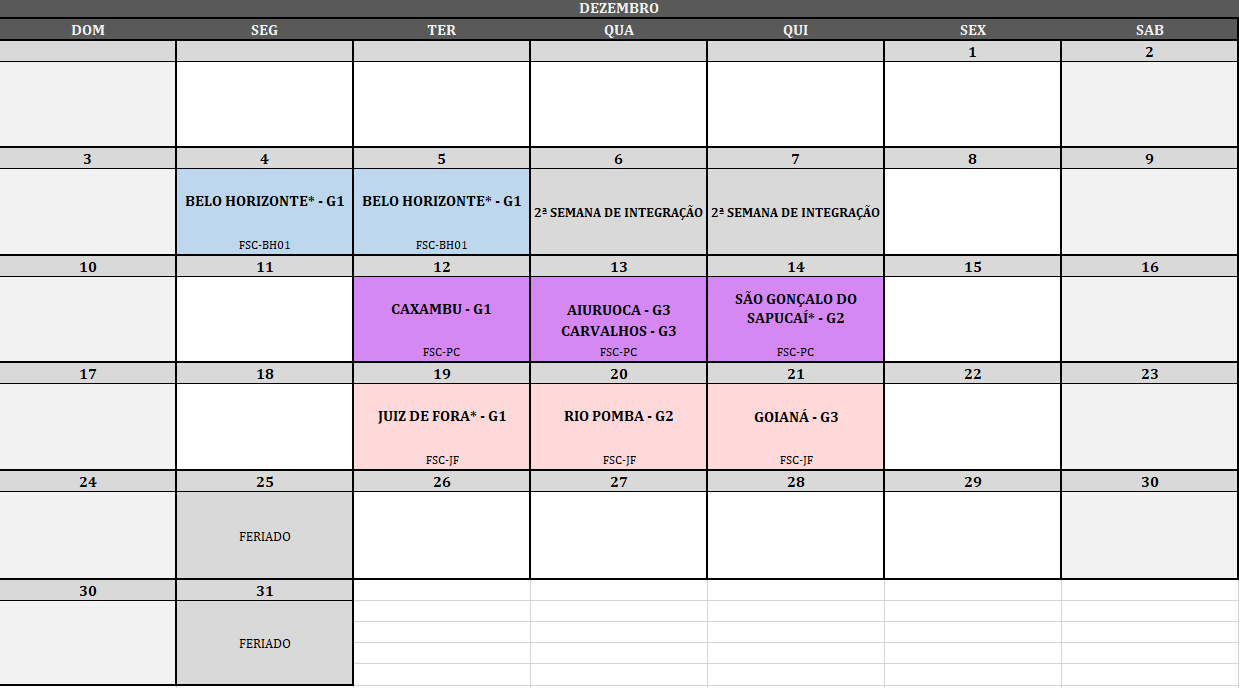 DEZEMBRO
DOM SEG TER QUA QUI SEX SAB
1 2
3 4 5 6 7 8 9
BELO HORIZONTE* - G1 BELO HORIZONTE* - G1 2ª SEMANA DE INTEGRAÇÃO 2ª SEMANA DE INTEGRAÇÃO
FSC-BH01 FSC-BH01
10 11 12 13 14 15 16
CAXAMBU - G1 AIURUOCA - G3 SÃO GONÇALO DO
CARVALHOS - G3 SAPUCAÍ* - G2
FSC-PC FSC-PC FSC-PC
17 18 19 20 21 22 23
JUIZ DE FORA* - G1 RIO POMBA - G2 GOIANÁ - G3
FSC-JF FSC-JF FSC-JF
24 25 26 27 28 29 30
FERIADO
30 31
FERIADO